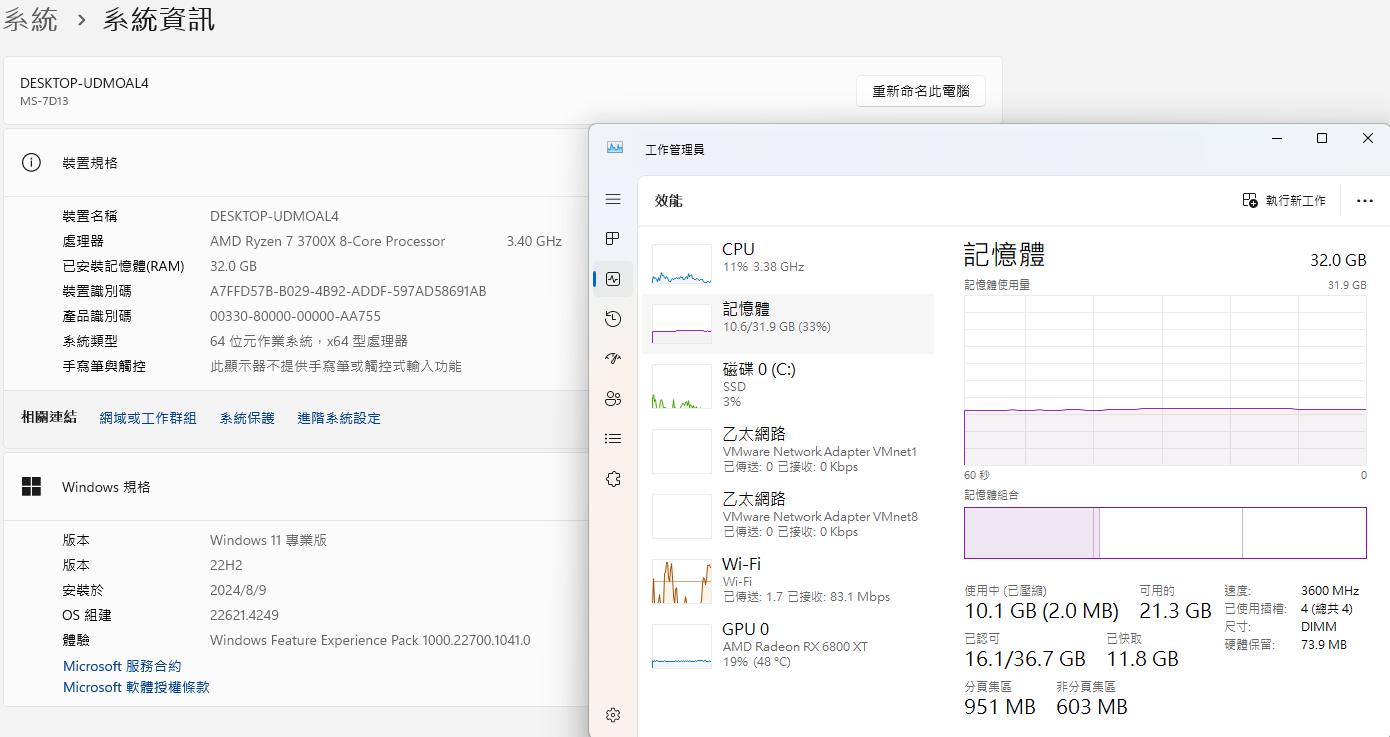 系統 › 系統資訊
DESKTOP-UDMOAL4
MS-7D13
重新命名此電腦
裝置規格
裝置名稱 DESKTOP-UDMOAL4
處理器 AMD Ryzen 7 3700X 8-Core Processor 3.40 GHz
已安裝記憶體(RAM) 32.0 GB
裝置識別碼 A7FFD57B-B029-4B92-ADDF-597AD58691AB
產品識別碼 00330-80000-00000-AA755
系統類型 64 位元作業系統，x64 型處理器
手寫筆與觸控 此顯示器不提供手寫筆或觸控式輸入功能
相關連結 網域或工作群組 系統保護 進階系統設定
Windows 規格
版本 Windows 11 專業版
版本 22H2
安裝於 2024/8/9
OS 組建 22621.4249
體驗 Windows Feature Experience Pack 1000.22700.1041.0
Microsoft 服務合約
Microsoft 軟體授權條款
工作管理員
效能
執行新工作
CPU
11% 3.38 GHz
記憶體
10.6/31.9 GB (33%)
磁碟 0 (C:)
SSD
3%
乙太網路
VMware Network Adapter VMnet1
已傳送: 0 已接收: 0 Kbps
乙太網路
VMware Network Adapter VMnet8
已傳送: 0 已接收: 0 Kbps
Wi-Fi
Wi-Fi
已傳送: 1.7 已接收: 83.1 Mbps
GPU 0
AMD Radeon RX 6800 XT
19% (48 °C)
記憶體 32.0 GB
記憶體使用量 31.9 GB
60 秒 0
記憶體組合
使用中 (已壓縮) 可用的
10.1 GB (2.0 MB) 21.3 GB
已認可 已快取
16.1/36.7 GB 11.8 GB
分頁集區 非分頁集區
951 MB 603 MB
速度: 3600 MHz
已使用插槽: 4 (總共 4)
尺寸: DIMM
硬體保留: 73.9 MB